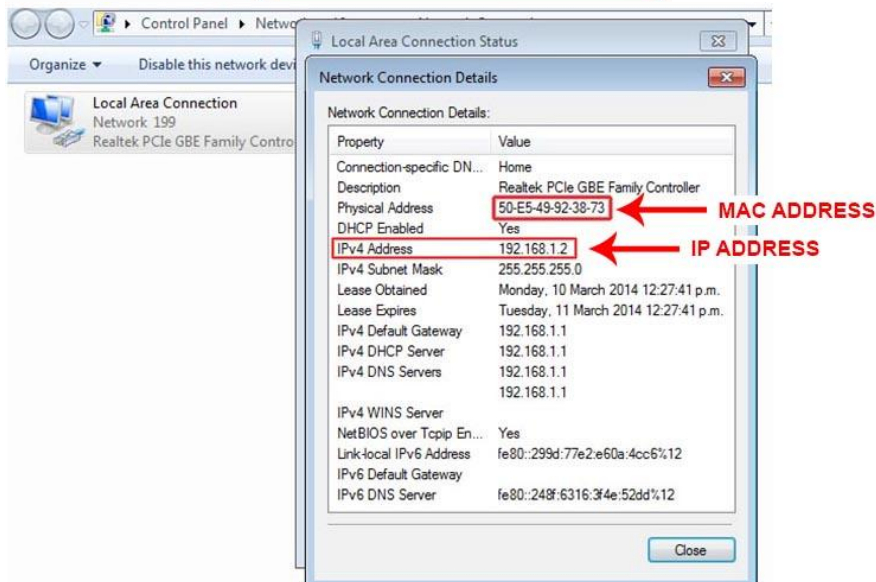 Control Panel
Organize
Disable this network
Local Area Connection
Network 199
Realtek PCIe GBE Family
Local Area Connection Status
Network Connection Details
Network Connection Details:
Property Value
Connection-specific DN... Home
Description Realtek PCIe GBE Family Controller
Physical Address 50-E5-49-92-38-73 MAC ADDRESS
DHCP Enabled Yes
IPv4 Address 192.168.1.2 IP ADDRESS
IPv4 Subnet Mask 255.255.255.0
Lease Obtained Monday, 10 March 2014 12:27:41 p.m.
Lease Expires Tuesday, 11 March 2014 12:27:41 p.m.
IPv4 Default Gateway 192.168.1.1
IPv4 DHCP Server 192.168.1.1
IPv4 DNS Servers 192.168.1.1
192.168.1.1
IPv4 WINS Server
NetBIOS over Tcpip En... Yes
Link-local IPv6 Address fe80::299d:77e2:e60a:4cc6%12
IPv6 Default Gateway
IPv6 DNS Server fe80::248f:6316:3f4e:52dd%12
Close